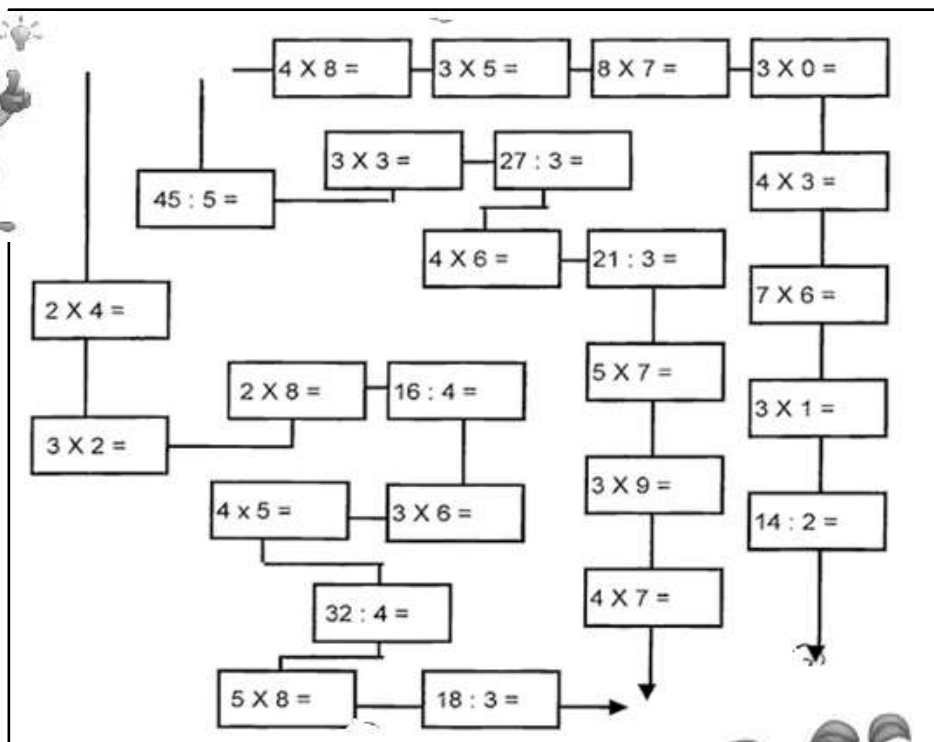 4 X 8 =
3 X 5 =
8 X 7 =
3 X 0 =
3 X 3 =
27 : 3 =
4 X 3 =
45 : 5 =
4 X 6 =
21 : 3 =
7 X 6 =
2 X 4 =
5 X 7 =
2 X 8 =
16 : 4 =
3 X 1 =
3 X 2 =
3 X 9 =
4 x 5 =
3 X 6 =
14 : 2 =
32 : 4 =
4 X 7 =
5 X 8 =
18 : 3 =